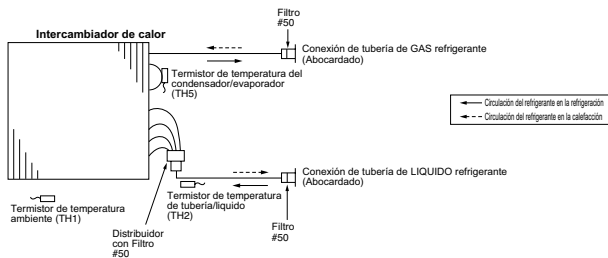 Filtro
#50
Intercambiador de calor
Conexión de tubería de GAS refrigerante
(Abocardado)
Termistor de temperatura del
condensador/evaporador
(TH5)
Circulación del refrigerante en la refrigeración
Circulación del refrigerante en la calefacción
Conexión de tubería de LIQUIDO refrigerante
(Abocardado)
Termistor de temperatura
ambiente (TH1)
Termistor de temperatura
de tubería/líquido
(TH2)
Distribuidor
con Filtro
#50
Filtro
#50